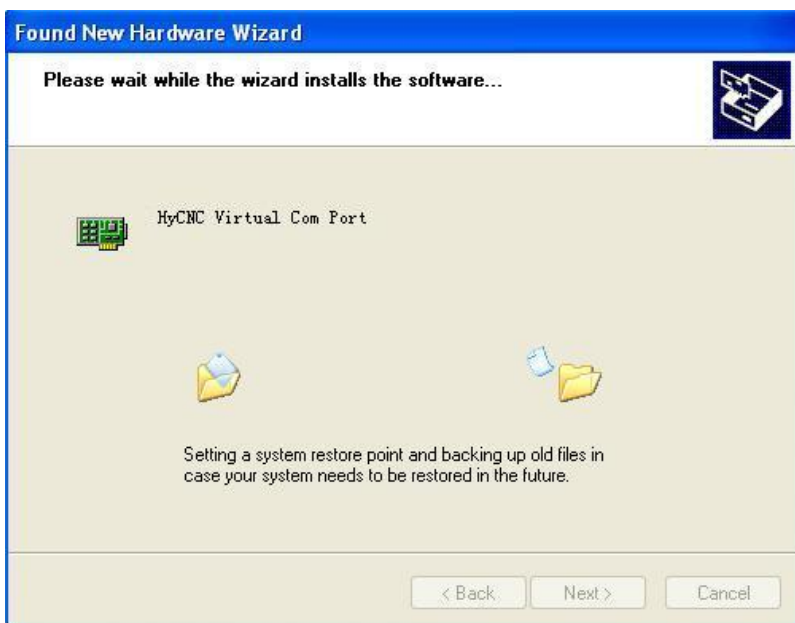 Found New Hardware Wizard
Please wait while the wizard installs the software...
HyCNC Virtual Com Port
Setting a system restore point and backing up old files in
case your system needs to be restored in the future.
< Back
Next >
Cancel